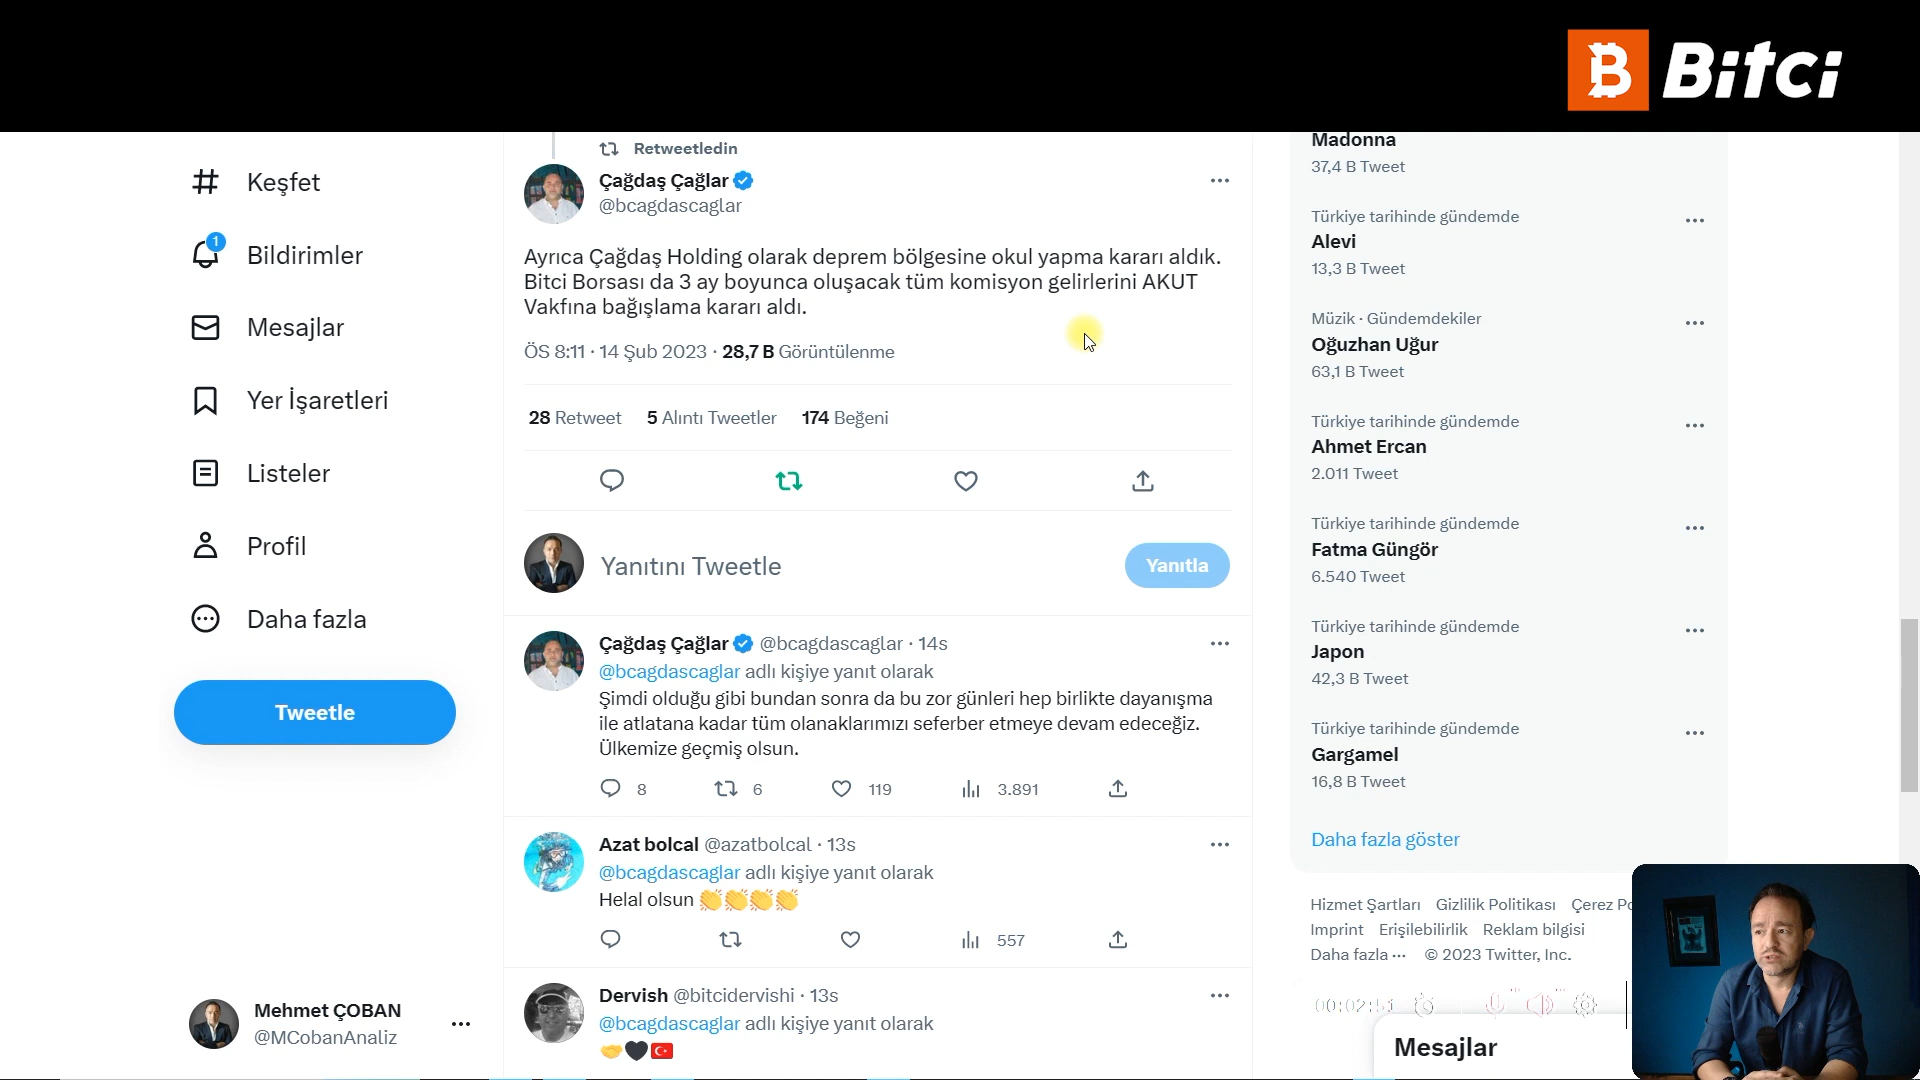 Bitci
Keşfet
1
Bildirimler
Mesajlar
Yer İşaretleri
Listeler
Profil
Daha fazla
Tweetle
Mehmet ÇOBAN
@MCobanAnaliz
Retweetledin
Çağdaş Çağlar
@bcagdascaglar
Ayrıca Çağdaş Holding olarak deprem bölgesine okul yapma kararı aldık.
Bitci Borsası da 3 ay boyunca oluşacak tüm komisyon gelirlerini AKUT
Vakfına bağışlama kararı aldı.
ÖS 8:11 · 14 Şub 2023 · 28,7 B Görüntülenme
28 Retweet 5 Alıntı Tweetler 174 Beğeni
Yanıtını Tweetle
Yanıtla
Çağdaş Çağlar @bcagdascaglar · 14s
@bcagdascaglar adlı kişiye yanıt olarak
Şimdi olduğu gibi bundan sonra da bu zor günleri hep birlikte dayanışma
ile atlatana kadar tüm olanaklarımızı seferber etmeye devam edeceğiz.
Ülkemize geçmiş olsun.
8 6 119 3.891
Azat bolcal @azatbolcal · 13s
@bcagdascaglar adlı kişiye yanıt olarak
Helal olsun 👏👏👏👏
557
Dervish @bitcidervishi · 13s
@bcagdascaglar adlı kişiye yanıt olarak
🤝🖤🇹🇷
Madonna
37,4 B Tweet
Türkiye tarihinde gündemde
Alevi
13,3 B Tweet
Müzik · Gündemdekiler
Oğuzhan Uğur
63,1 B Tweet
Türkiye tarihinde gündemde
Ahmet Ercan
2.011 Tweet
Türkiye tarihinde gündemde
Fatma Güngör
6.540 Tweet
Türkiye tarihinde gündemde
Japon
42,3 B Tweet
Türkiye tarihinde gündemde
Gargamel
16,8 B Tweet
Daha fazla göster
Hizmet Şartları Gizlilik Politikası Çerez
Imprint Erişilebilirlik Reklam bilgisi
Daha fazla ··· © 2023 Twitter, Inc.
00:02:51
Mesajlar